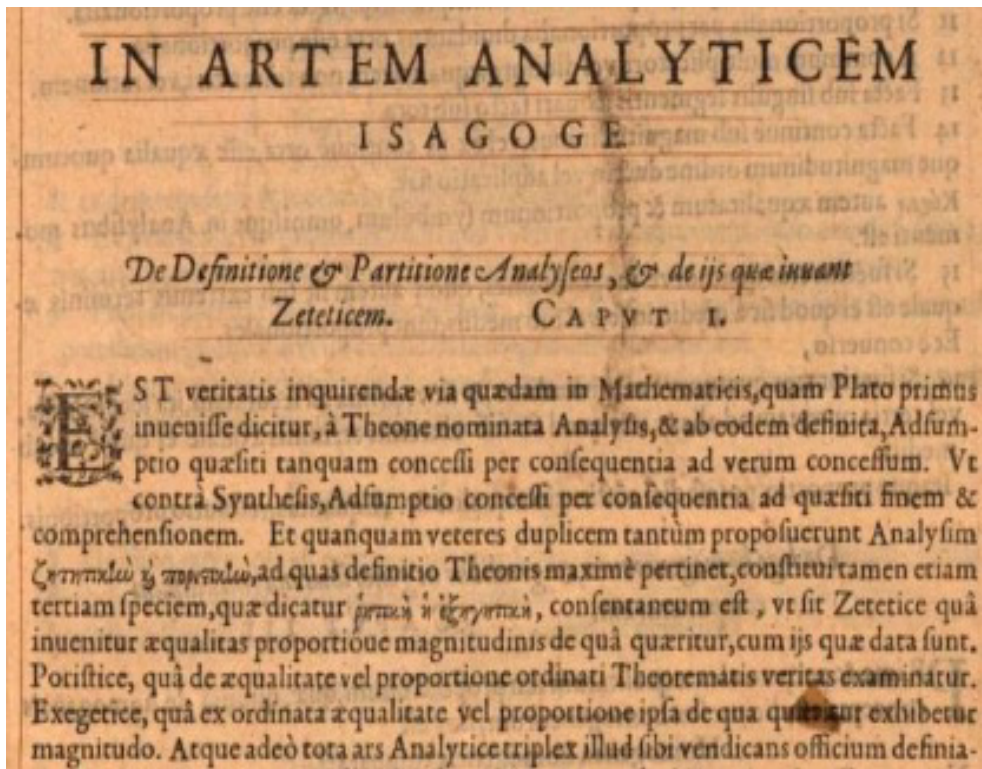 IN ARTEM ANALYTICEM
ISAGOGE
De Definitione & Partitione Analyseos, & de ijs quæ iuuant
Zeteticem. CAPVT I.
EST veritatis inquirendæ via quædam in Mathematicis, quam Plato primus
inuenisse dicitur, à Theone nominata Analysis, & ab eodem definita, Adsum-
ptio quæsiti tanquam concessi per consequentia ad verum concessum. Vt
contrà Synthesis, Adsumptio concessi per consequentia ad quæsiti finem &
comprehensionem. Et quanquam veteres duplicem tantùm proposuerunt Analysim
ζητητικὴν καὶ ποριστικὴν, ad quas definitio Theonis maximè pertinet, constitui tamen etiam
tertiam speciem, quæ dicatur ῥητικὴ ἢ ἐξηγητικὴ, consentaneum est, vt sit Zetetice quâ
inuenitur æqualitas proportioue magnitudinis de quâ quæritur, cum ijs quæ data sunt.
Poristice, quâ de æqualitate vel proportione ordinati Theorematis veritas examinatur.
Exegetice, quâ ex ordinata æqualitate vel proportione ipsa de qua quæritur exhibetur
magnitudo. Atque adeò tota ars Analytice triplex illud sibi vendicans officium definia-